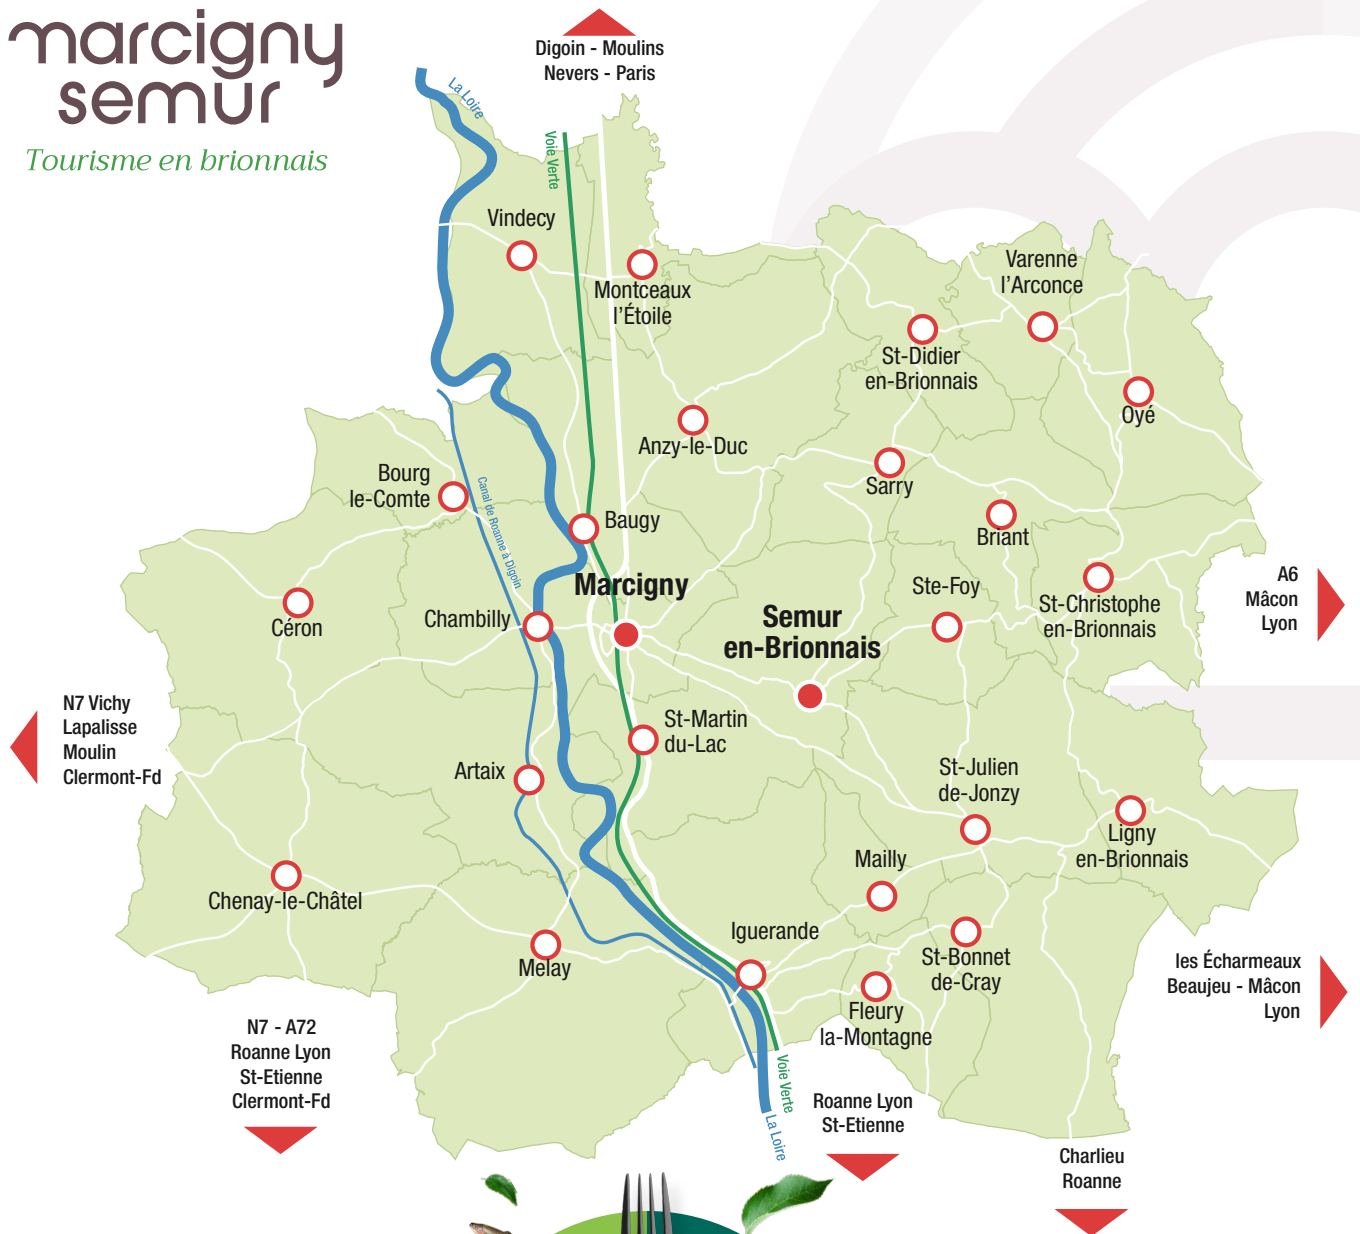 marcigny
semur
Tourisme en brionnais
Digoin - Moulins
Nevers - Paris
La Loire
Voie Verte
Vindecy
Montceaux
l'Étoile
Varenne
l'Arconce
St-Didier
en-Brionnais
Oyé
Anzy-le-Duc
Bourg
le-Comte
Canal de Roanne à Digoin
Sarry
Baugy
Briant
Marcigny
Ste-Foy
St-Christophe
en-Brionnais
A6
Mâcon
Lyon
Céron
Chambilly
Semur
en-Brionnais
N7 Vichy
Lapalisse
Moulin
Clermont-Fd
St-Martin
du-Lac
Artaix
St-Julien
de-Jonzy
Ligny
en-Brionnais
Mailly
Chenay-le-Châtel
Iguerande
Melay
St-Bonnet
de-Cray
les Écharmeaux
Beaujeu - Mâcon
Lyon
Fleury
la-Montagne
N7 - A72
Roanne Lyon
St-Etienne
Clermont-Fd
Voie Verte
La Loire
Roanne Lyon
St-Etienne
Charlieu
Roanne